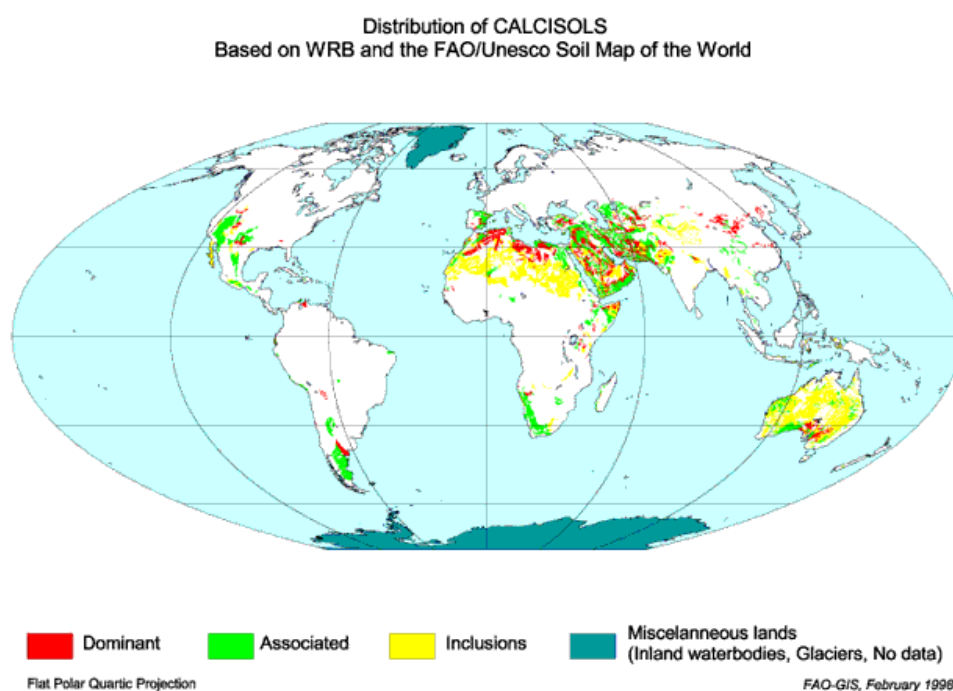 Distribution of CALCISOLS
Based on WRB and the FAO/Unesco Soil Map of the World
Dominant
Associated
Inclusions
Miscelanneous lands
(Inland waterbodies, Glaciers, No data)
Flat Polar Quartic Projection
FAO-GIS, February 1998